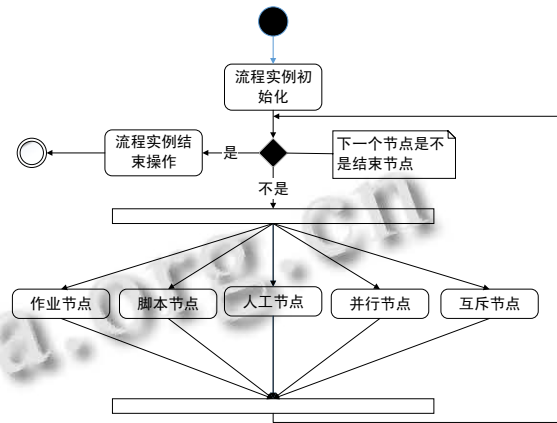 流程实例初
始化
流程实例结
束操作
是
下一个节点是不
是结束节点
不是
作业节点
脚本节点
人工节点
并行节点
互斥节点
a.org.cn